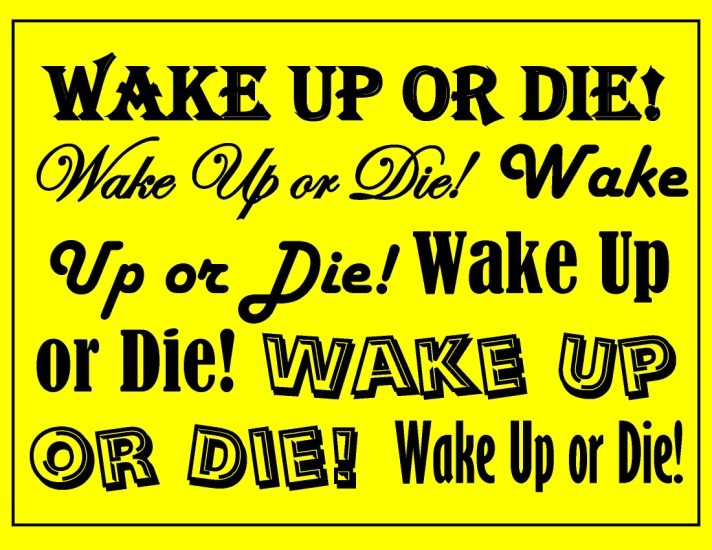 WAKE UP OR DIE!
Wake Up or Die! Wake
Up or Die! Wake Up
or Die! WAKE UP
OR DIE! Wake Up or Die!